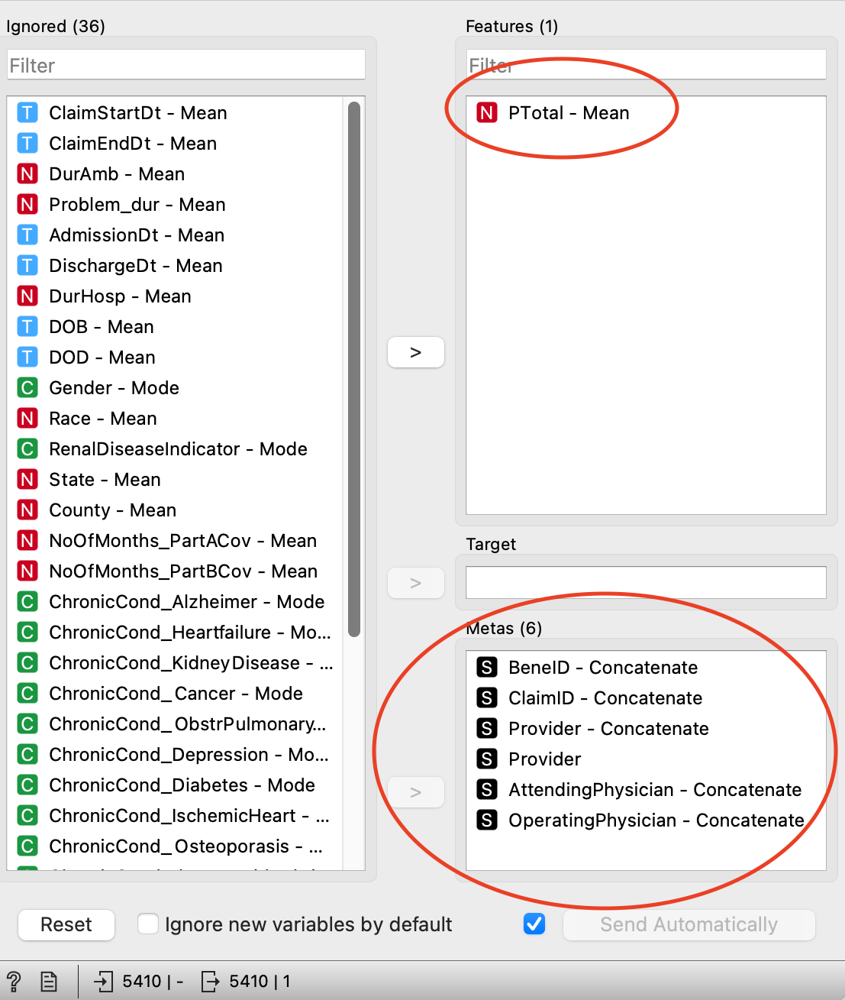 Ignored (36)
Filter
T ClaimStartDt - Mean
T ClaimEndDt - Mean
N DurAmb - Mean
N Problem_dur - Mean
T AdmissionDt - Mean
T DischargeDt - Mean
N DurHosp - Mean
T DOB - Mean
T DOD - Mean
C Gender - Mode
N Race - Mean
C RenalDiseaseIndicator - Mode
N State - Mean
N County - Mean
N NoOfMonths_PartACov - Mean
N NoOfMonths_PartBCov - Mean
C ChronicCond_Alzheimer - Mode
C ChronicCond_Heartfailure - Mo...
C ChronicCond_KidneyDisease - ...
C ChronicCond_Cancer - Mode
C ChronicCond_ObstrPulmonary...
C ChronicCond_Depression - Mo...
C ChronicCond_Diabetes - Mode
C ChronicCond_IschemicHeart - ...
C ChronicCond_Osteoporasis - ...
>
>
>
Features (1)
Filter
N PTotal - Mean
Target
Metas (6)
S BeneID - Concatenate
S ClaimID - Concatenate
S Provider - Concatenate
S Provider
S AttendingPhysician - Concatenate
S OperatingPhysician - Concatenate
Reset
Ignore new variables by default
Send Automatically
? 5410 | - 5410 | 1